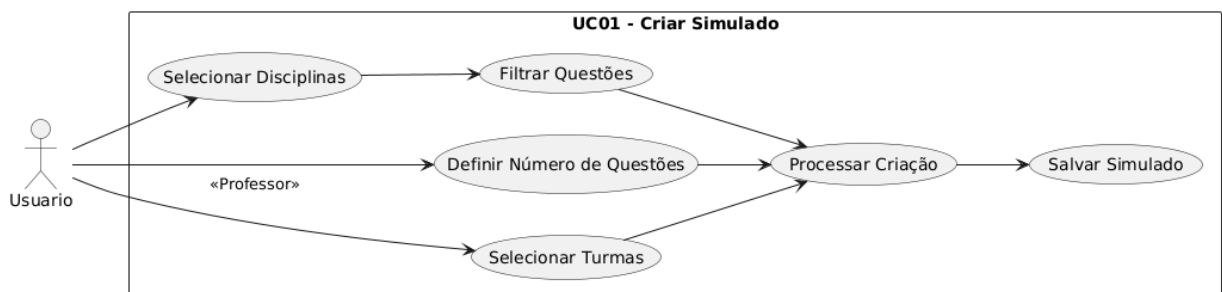 UC01 - Criar Simulado
Selecionar Disciplinas
Filtrar Questões
Usuario
Definir Número de Questões
Processar Criação
Salvar Simulado
«Professor»
Selecionar Turmas